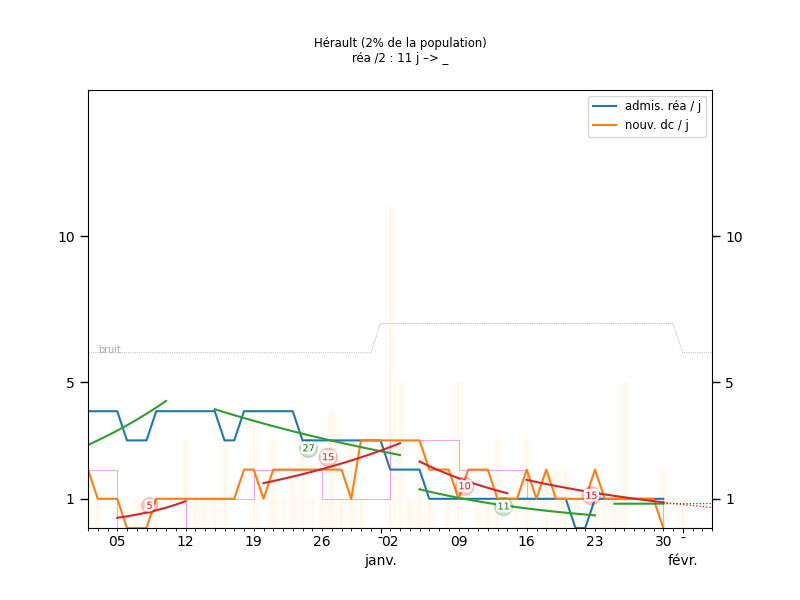 Hérault (2% de la population)
réa /2 : 11 j –> _
admis. réa / j
nouv. dc / j
10 10
bruit
5 5
27
15
10
15
5
11
1 1
05 12 19 26 02 09 16 23 30 -
janv. févr.